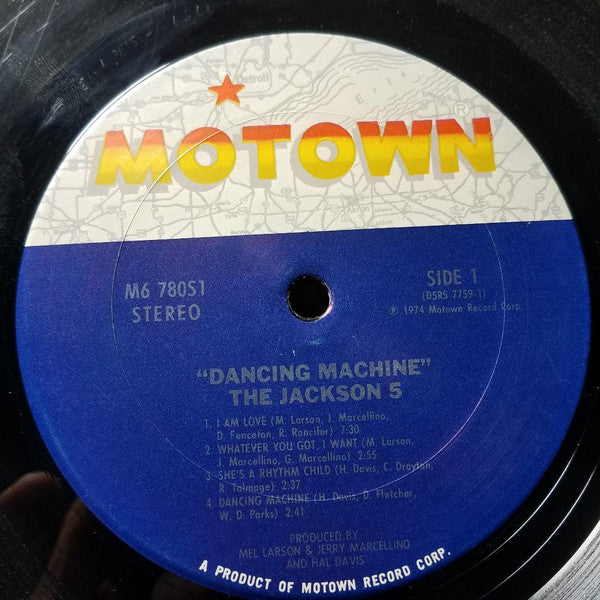 Detroit
MOTOWN®
M6 780S1
STEREO
SIDE 1
(DSRS 7759-1)
℗ 1974 Motown Record Corp.
"DANCING MACHINE"
THE JACKSON 5
1. I AM LOVE (M. Larson, J. Marcellino,
D. Fenceton, R. Rancifer) 7:30
2. WHATEVER YOU GOT, I WANT (M. Larson,
J. Marcellino, G. Marcellino) 2:55
3. SHE'S A RHYTHM CHILD (H. Davis, C. Drayton,
R. Talmage) 2:37
4. DANCING MACHINE (H. Davis, D. Fletcher,
W. D. Parks) 2:41
PRODUCED BY
MEL LARSON & JERRY MARCELLINO
AND HAL DAVIS
A PRODUCT OF MOTOWN RECORD CORP.